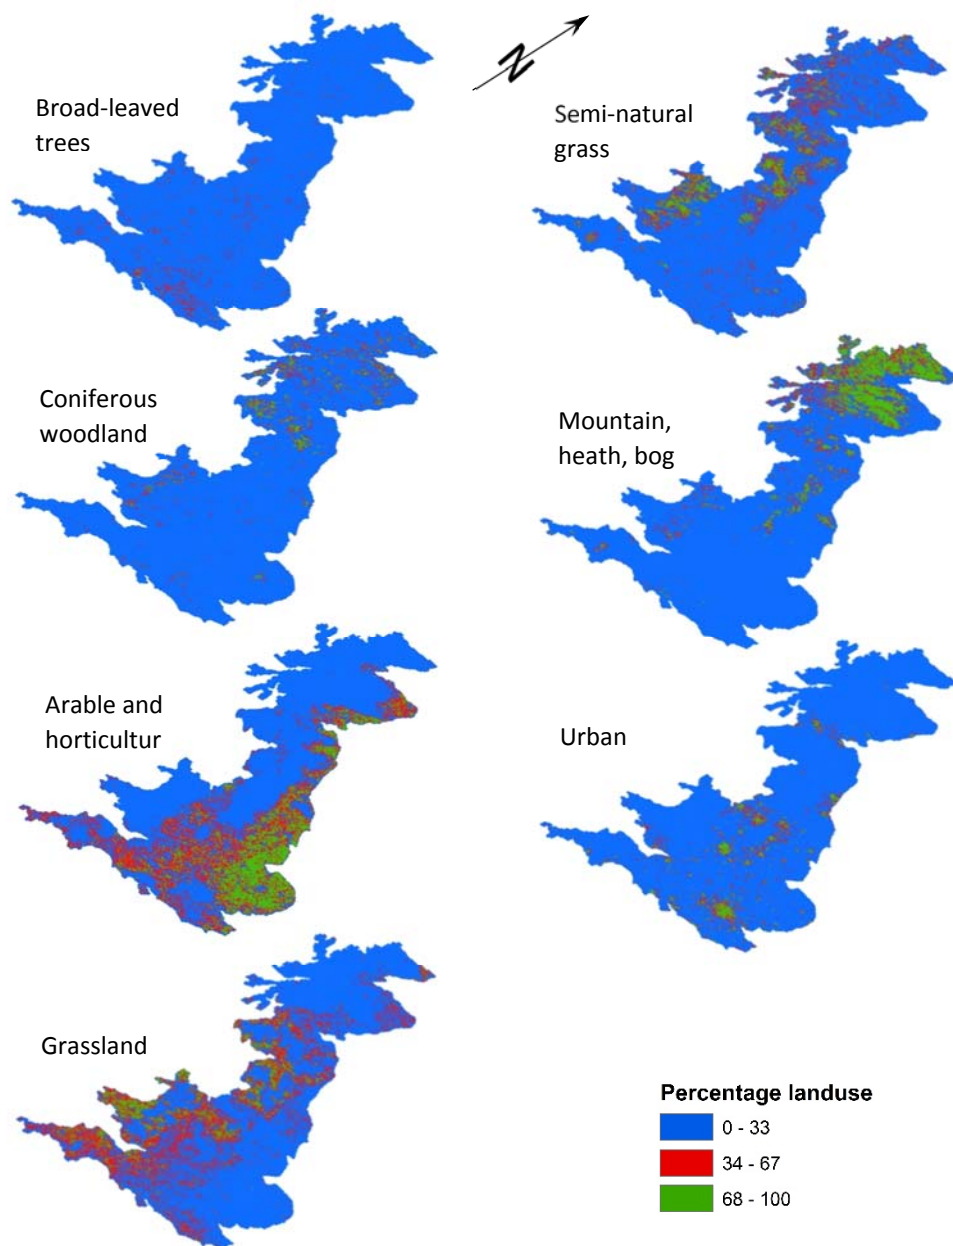 N
Broad-leaved
trees
Semi-natural
grass
Coniferous
woodland
Mountain,
heath, bog
Arable and
horticultur
Urban
Grassland
Percentage landuse
0 - 33
34 - 67
68 - 100